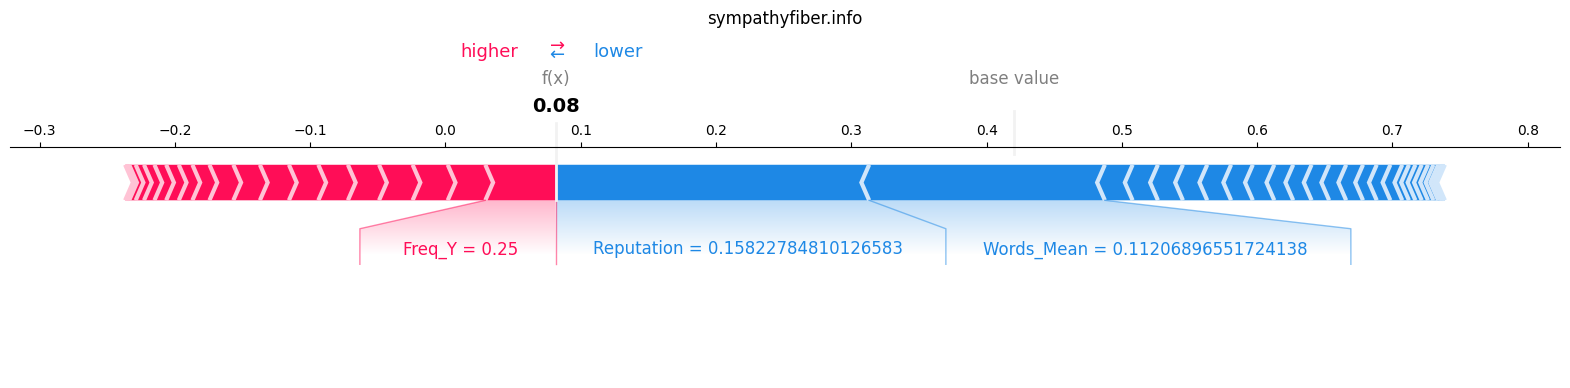 sympathyfiber.info
higher ⇄ lower
f(x) base value
0.08
−0.3 −0.2 −0.1 0.0 0.1 0.2 0.3 0.4 0.5 0.6 0.7 0.8
Freq_Y = 0.25 Reputation = 0.15822784810126583 Words_Mean = 0.11206896551724138